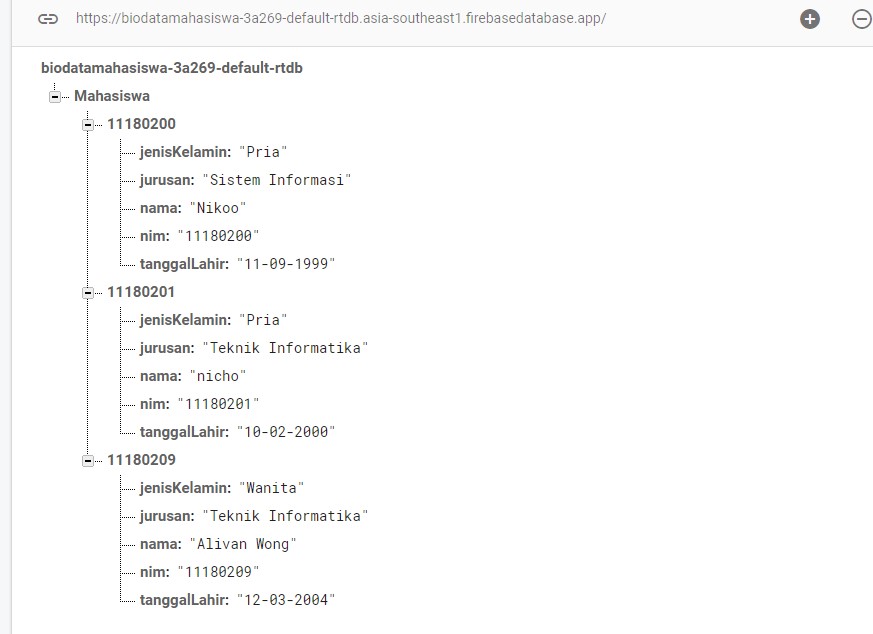 https://biodatamahasiswa-3a269-default-rtdb.asia-southeast1.firebasedatabase.app/
biodatamahasiswa-3a269-default-rtdb
Mahasiswa
11180200
jenisKelamin: "Pria"
jurusan: "Sistem Informasi"
nama: "Nikoo"
nim: "11180200"
tanggalLahir: "11-09-1999"
11180201
jenisKelamin: "Pria"
jurusan: "Teknik Informatika"
nama: "nicho"
nim: "11180201"
tanggalLahir: "10-02-2000"
11180209
jenisKelamin: "Wanita"
jurusan: "Teknik Informatika"
nama: "Alivan Wong"
nim: "11180209"
tanggalLahir: "12-03-2004"